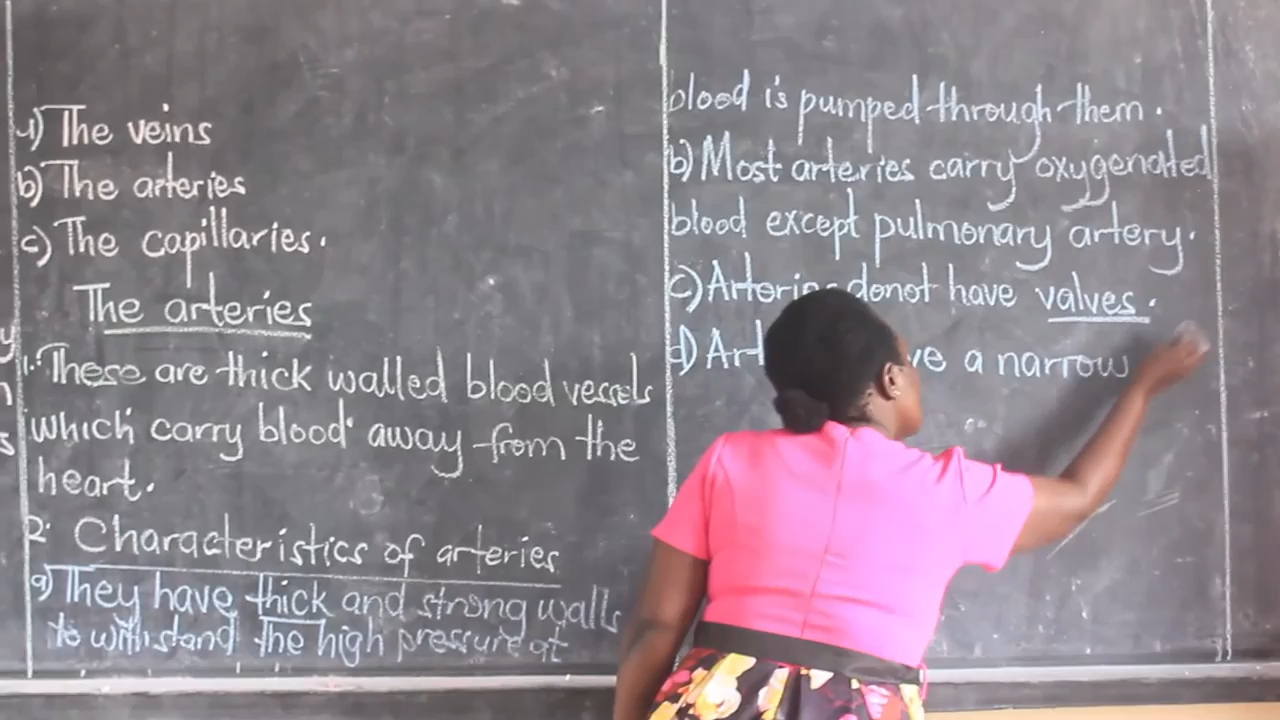 a) The veins
b) The arteries
c) The capillaries.
The arteries
1. These are thick walled blood vessels
which carry blood away from the
heart.
2. Characteristics of arteries
a) They have thick and strong walls
to withstand the high pressure at
blood is pumped through them.
b) Most arteries carry oxygenated
blood except pulmonary artery.
c) Arteries donot have valves.
d) a narrow